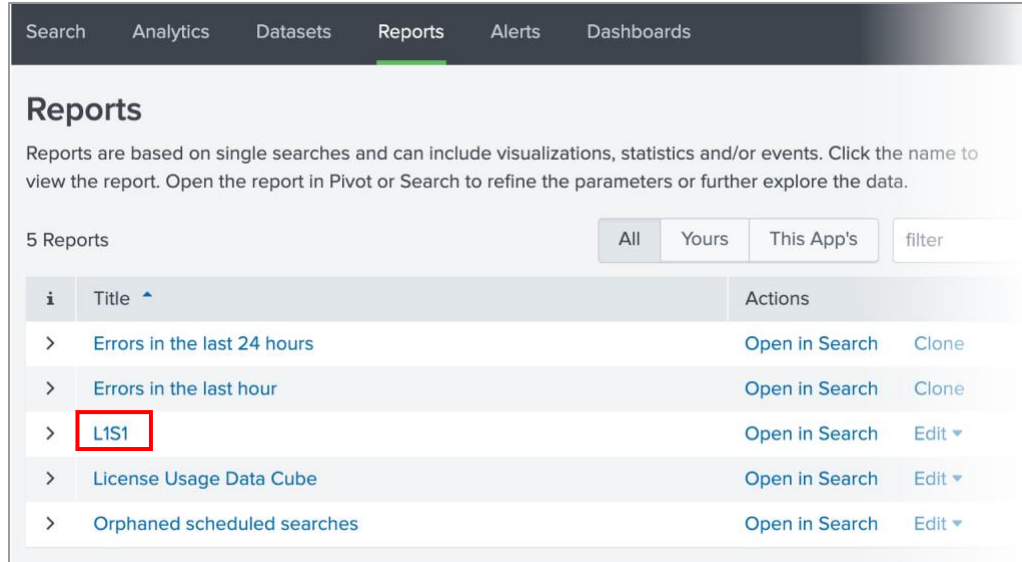 Search Analytics Datasets Reports Alerts Dashboards
Reports
Reports are based on single searches and can include visualizations, statistics and/or events. Click the name to
view the report. Open the report in Pivot or Search to refine the parameters or further explore the data.
5 Reports All Yours This App's filter
i Title Actions
> Errors in the last 24 hours Open in Search Clone
> Errors in the last hour Open in Search Clone
> L1S1 Open in Search Edit
> License Usage Data Cube Open in Search Edit
> Orphaned scheduled searches Open in Search Edit